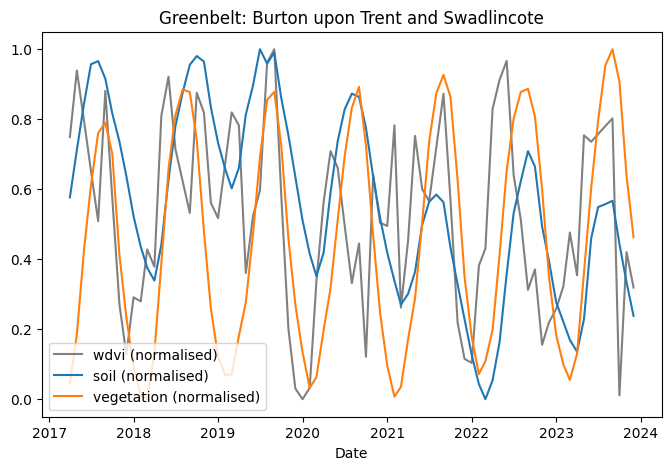 Greenbelt: Burton upon Trent and Swadlincote
1.0
0.8
0.6
0.4
0.2
0.0
wdvi (normalised)
soil (normalised)
vegetation (normalised)
2017 2018 2019 2020 2021 2022 2023 2024
Date